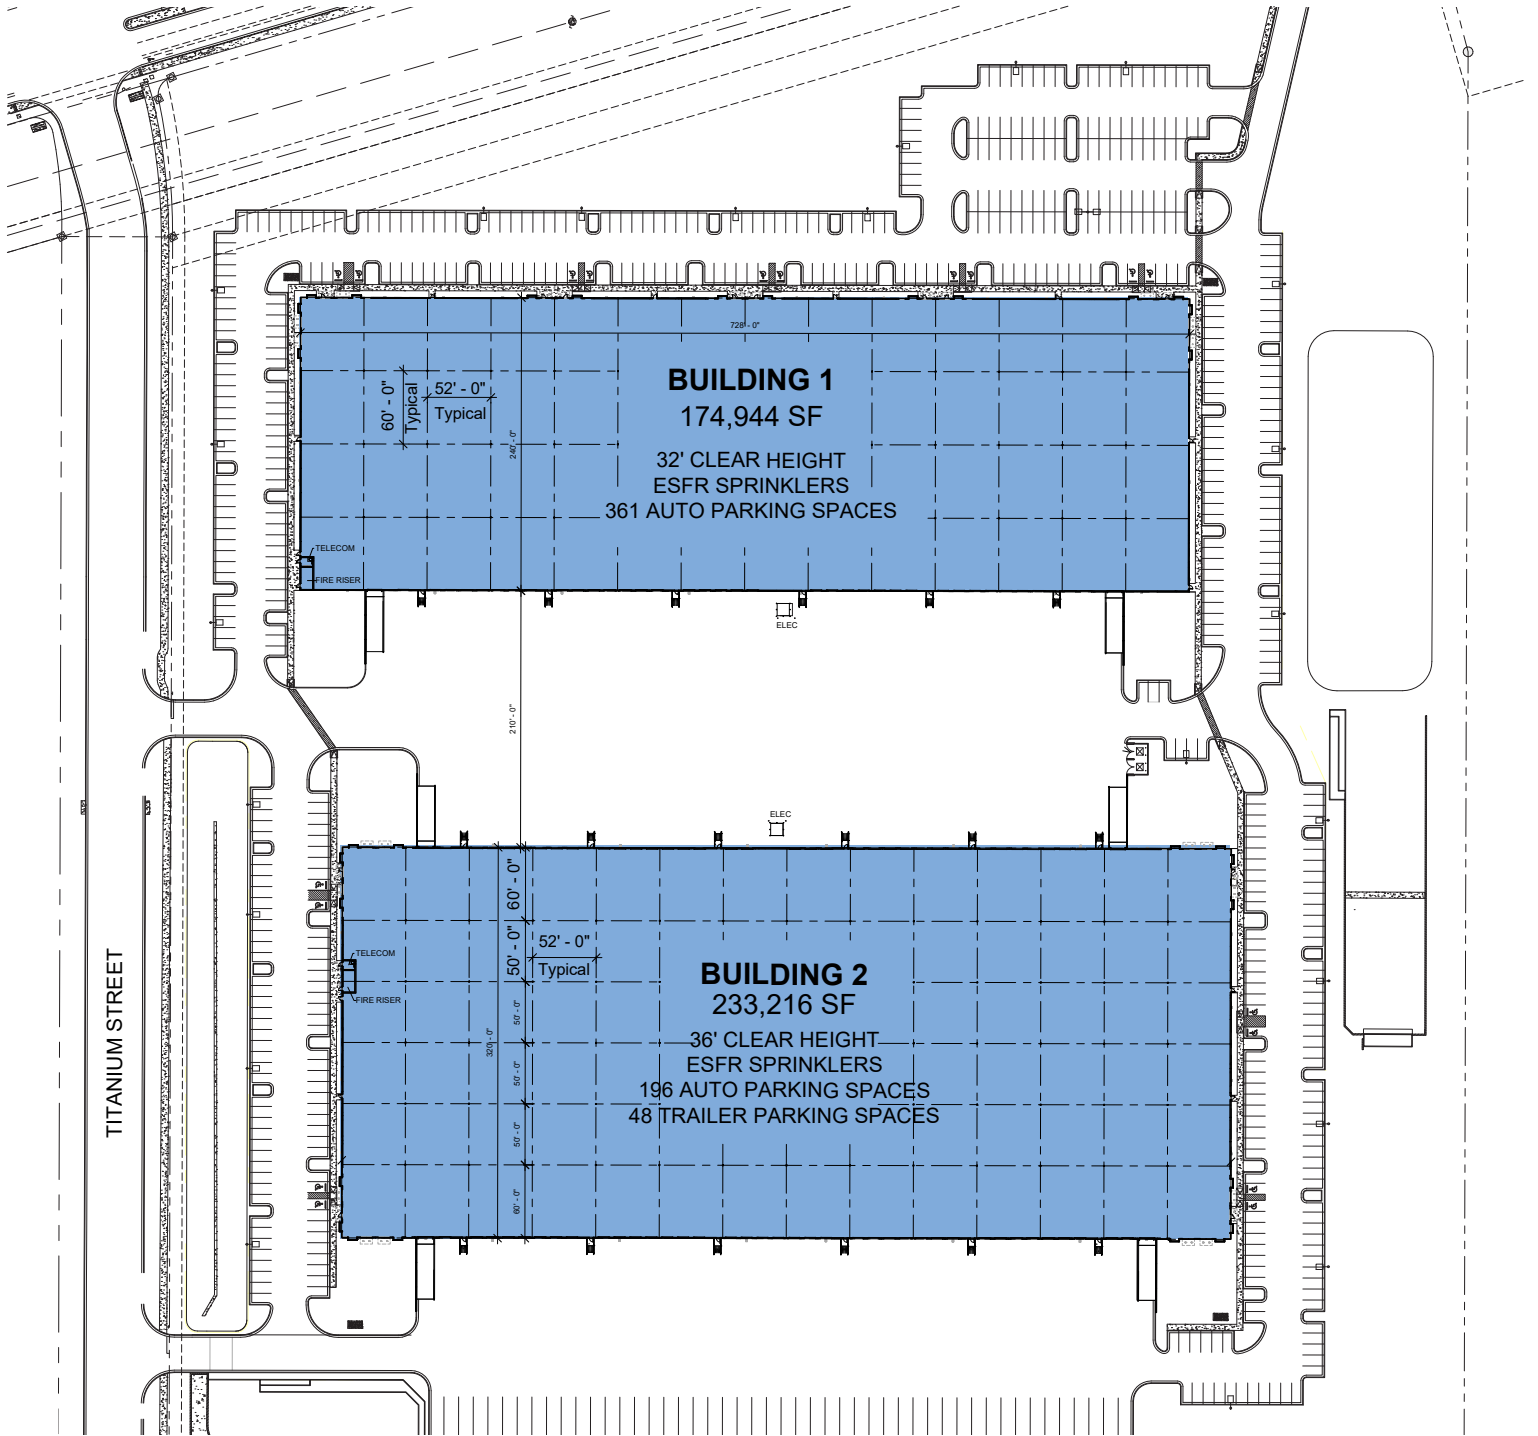 728' - 0"
BUILDING 1
174,944 SF
60' - 0"
Typical
52' - 0"
Typical
240' - 0"
32' CLEAR HEIGHT
ESFR SPRINKLERS
361 AUTO PARKING SPACES
TELECOM
FIRE RISER
ELEC
210' - 0"
ELEC
60' - 0"
50' - 0"
52' - 0"
Typical
TELECOM
FIRE RISER
BUILDING 2
233,216 SF
320' - 0"
50' - 0"
36' CLEAR HEIGHT
ESFR SPRINKLERS
196 AUTO PARKING SPACES
48 TRAILER PARKING SPACES
50' - 0"
50' - 0"
60' - 0"
TITANIUM STREET